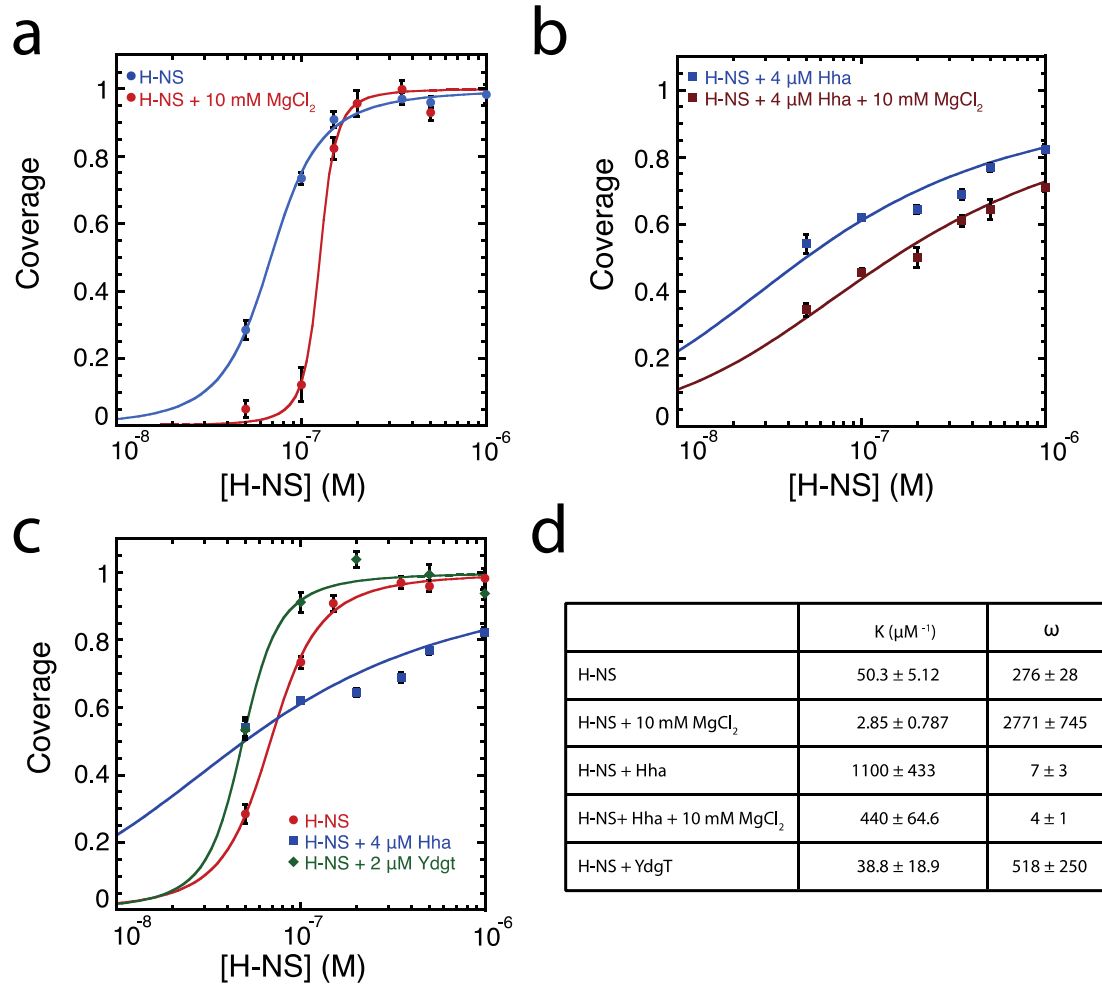 a
H-NS
H-NS + 10 mM MgCl₂
Coverage
1
0.8
0.6
0.4
0.2
0
10⁻⁸
10⁻⁷
10⁻⁶
[H-NS] (M)
b
H-NS + 4 µM Hha
H-NS + 4 µM Hha + 10 mM MgCl₂
Coverage
1
0.8
0.6
0.4
0.2
0
10⁻⁸
10⁻⁷
10⁻⁶
[H-NS] (M)
c
Coverage
1
0.8
0.6
0.4
0.2
0
H-NS
H-NS + 4 µM Hha
H-NS + 2 µM Ydgt
10⁻⁸
10⁻⁷
10⁻⁶
[H-NS] (M)
d
K (µM ⁻¹) ω
H-NS 50.3 ± 5.12 276 ± 28
H-NS + 10 mM MgCl₂ 2.85 ± 0.787 2771 ± 745
H-NS + Hha 1100 ± 433 7 ± 3
H-NS+ Hha + 10 mM MgCl₂ 440 ± 64.6 4 ± 1
H-NS + YdgT 38.8 ± 18.9 518 ± 250